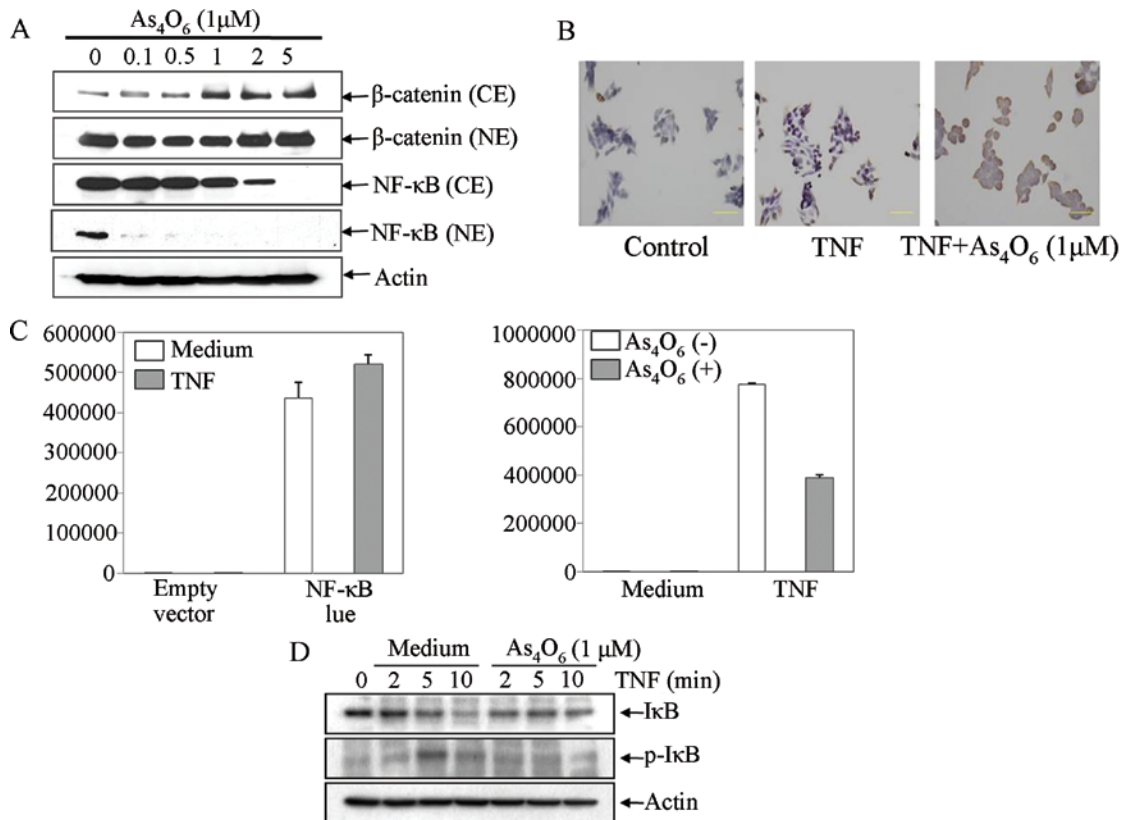 A
As₄O₆ (1μM)
0 0.1 0.5 1 2 5
β-catenin (CE)
β-catenin (NE)
NF-κB (CE)
NF-κB (NE)
Actin
B
Control TNF TNF+As₄O₆ (1μM)
C
600000
500000
400000
300000
200000
100000
0
Medium
TNF
Empty vector
NF-κB lue
1000000
800000
600000
400000
200000
0
As₄O₆ (-)
As₄O₆ (+)
Medium TNF
D
Medium As₄O₆ (1 μM)
0 2 5 10 2 5 10 TNF (min)
IκB
p-IκB
Actin